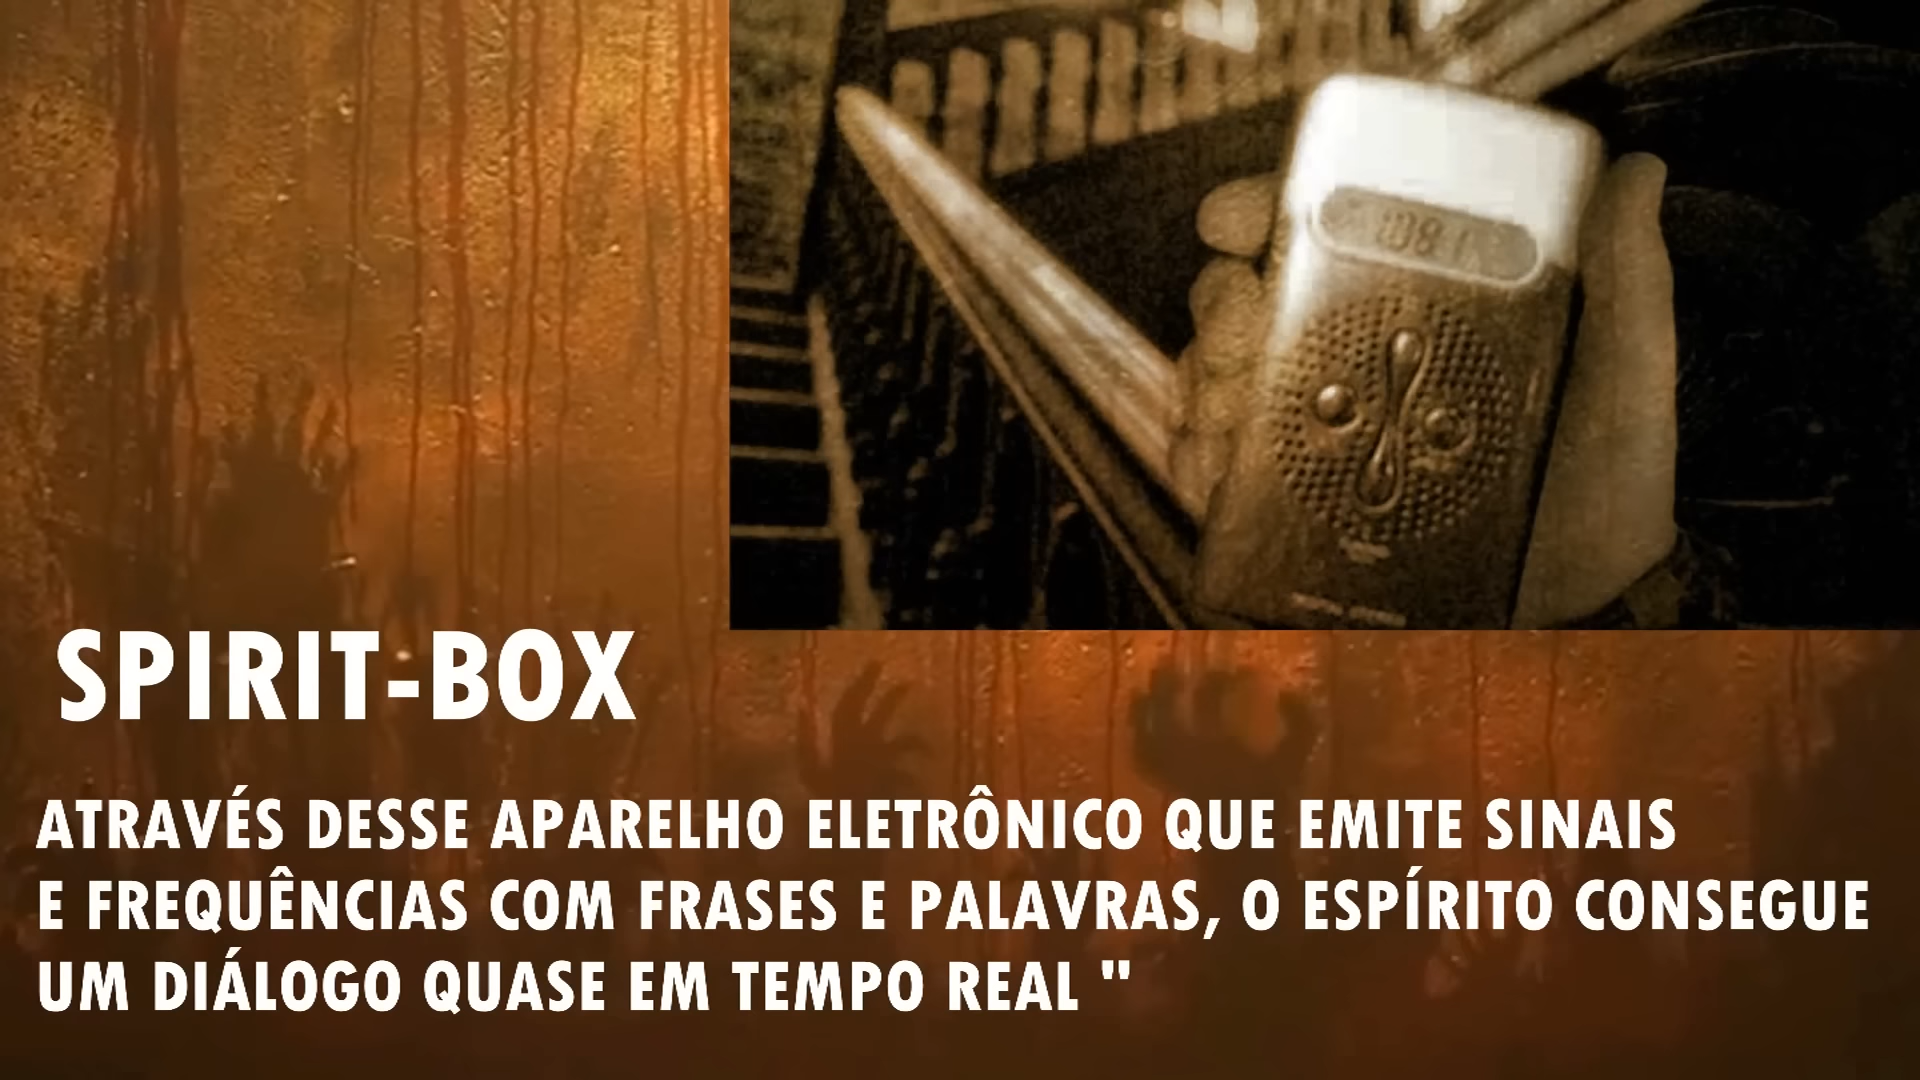 SPIRIT-BOX
ATRAVÉS DESSE APARELHO ELETRÔNICO QUE EMITE SINAIS
E FREQUÊNCIAS COM FRASES E PALAVRAS, O ESPÍRITO CONSEGUE
UM DIÁLOGO QUASE EM TEMPO REAL "